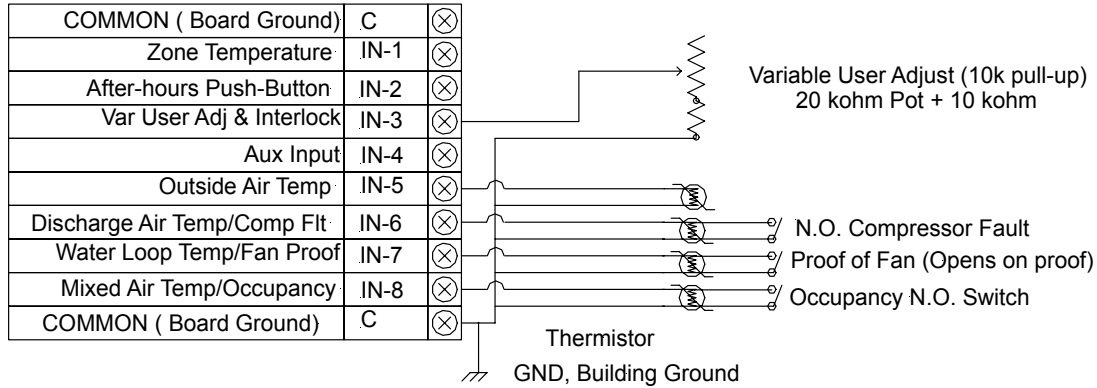 COMMON ( Board Ground) C
Zone Temperature IN-1
After-hours Push-Button IN-2
Var User Adj & Interlock IN-3
Aux Input IN-4
Outside Air Temp IN-5
Discharge Air Temp/Comp Flt IN-6
Water Loop Temp/Fan Proof IN-7
Mixed Air Temp/Occupancy IN-8
COMMON ( Board Ground) C
Variable User Adjust (10k pull-up)
20 kohm Pot + 10 kohm
N.O. Compressor Fault
Proof of Fan (Opens on proof)
Occupancy N.O. Switch
Thermistor
GND, Building Ground